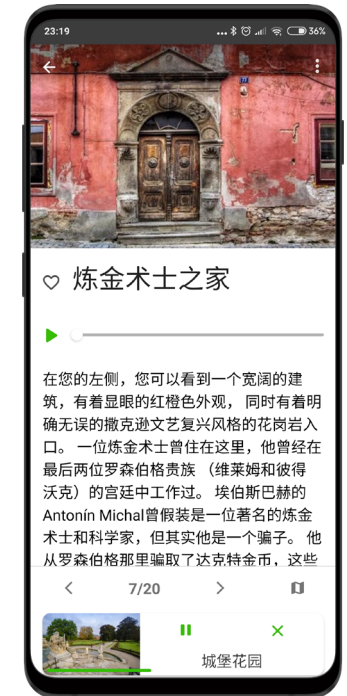 23:19
36%
77
炼金术士之家
在您的左侧，您可以看到一个宽阔的建
筑，有着显眼的红橙色外观， 同时有着明
确无误的撒克逊文艺复兴风格的花岗岩入
口。 一位炼金术士曾住在这里，他曾经在
最后两位罗森伯格贵族 （维莱姆和彼得
沃克）的宫廷中工作过。 埃伯斯巴赫的
Antonín Michal曾假装是一位著名的炼金
术士和科学家，但其实他是一个骗子。 他
从罗森伯格那里骗取了达克特金币，这些
7/20
城堡花园